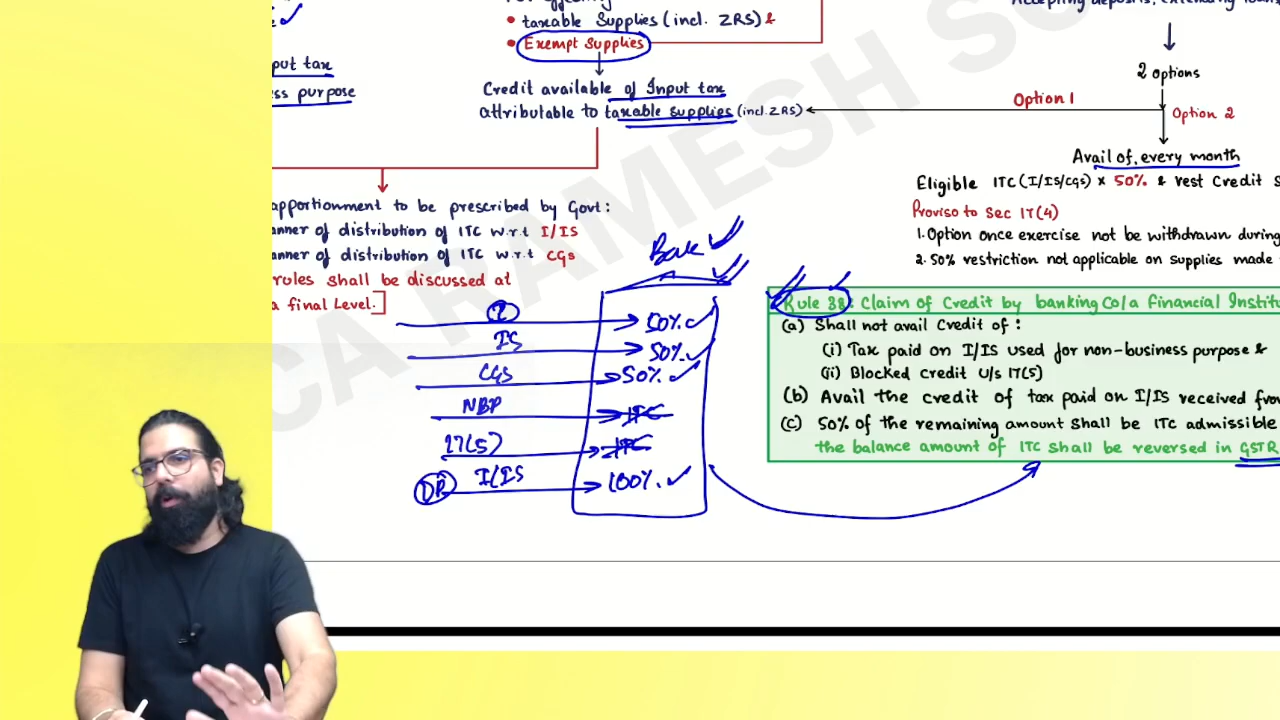 • taxable supplies (incl. ZRS) &
• Exempt Supplies
Credit available of Input tax
attributable to taxable supplies (incl. ZRS)
put tax
ss purpose
2 options
Option 1
Option 2
Avail of, every month
Eligible ITC (I/IS/CGS) x 50% & rest Credit S
Proviso to Sec 17(4)
1. Option once exercise not be withdrawn during
2. 50% restriction not applicable on supplies made
apportionment to be prescribed by Govt:
anner of distribution of ITC w.r.t I/IS
anner of distribution of ITC w.r.t CGs
rules shall be discussed at
a final Level.]
I 50%
IS 50%
CGS 50%
NBP ITC
17(5) ITC
DR I/IS 100%
Rule 38: Claim of Credit by banking Co/a financial Institu
(a) Shall not avail Credit of:
(i) Tax paid on I/IS used for non-business purpose &
(ii) Blocked credit U/s 17(5)
(b) Avail the credit of tax paid on I/IS received fro
(c) 50% of the remaining amount shall be ITC admissible
the balance amount of ITC shall be reversed in GSTR
CA RAMESH SO